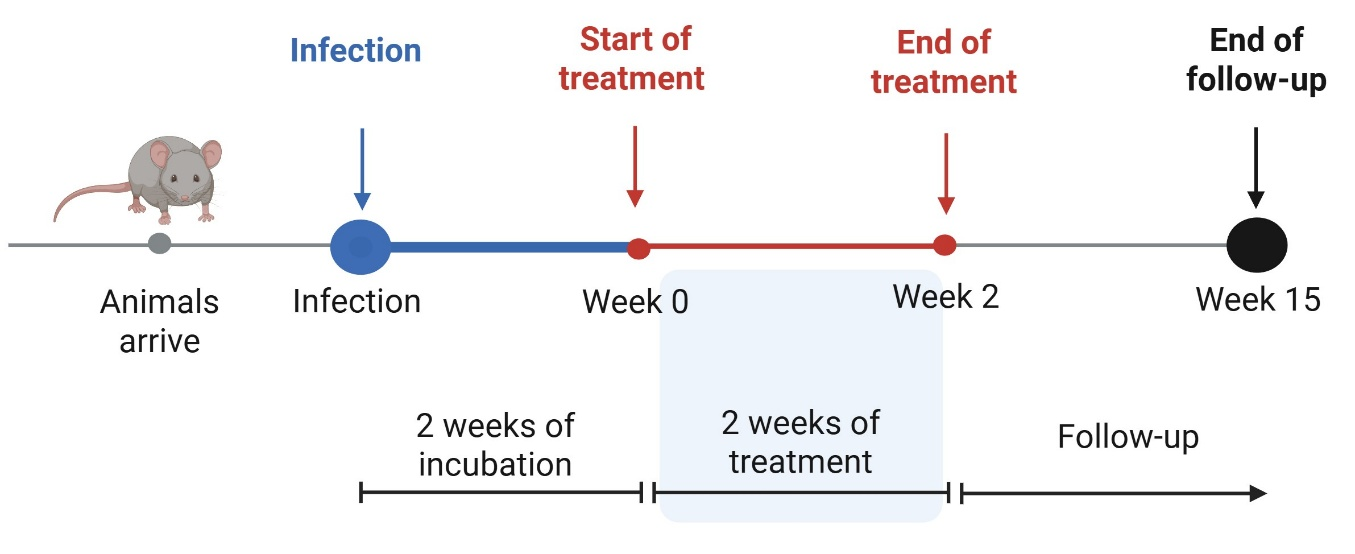 Infection
Start of
treatment
End of
treatment
End of
follow-up
Animals
arrive
Infection
Week 0
Week 2
Week 15
2 weeks of
incubation
2 weeks of
treatment
Follow-up